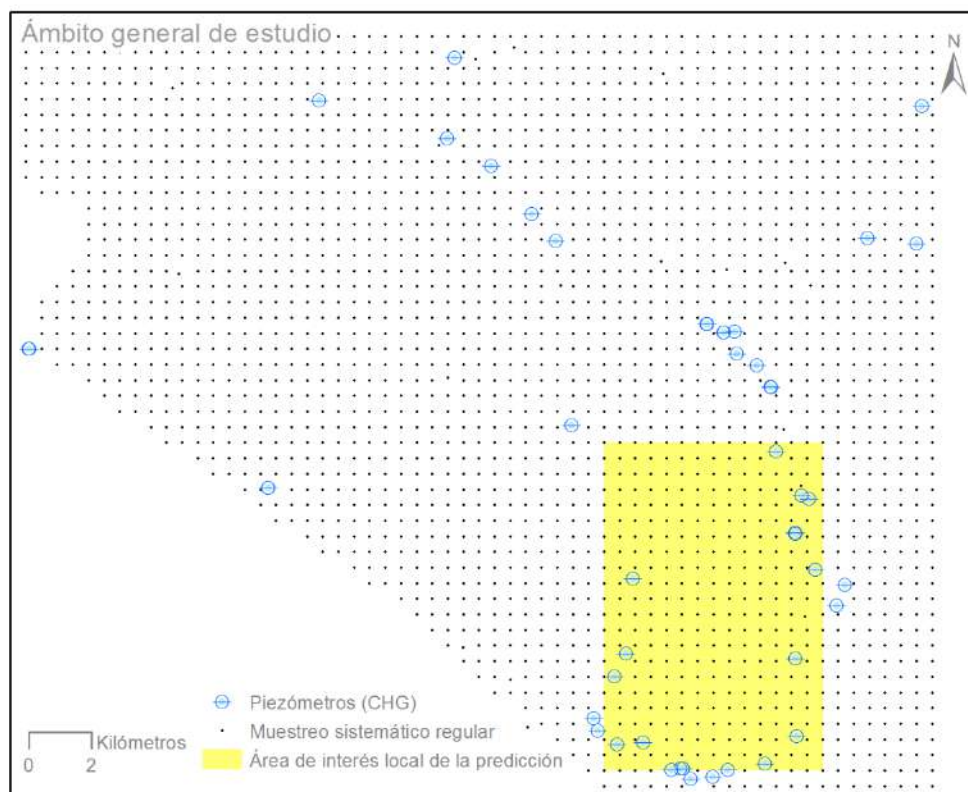 Ámbito general de estudio
N
Piezómetros (CHG)
Muestreo sistemático regular
Área de interés local de la predicción
Kilómetros
0 2